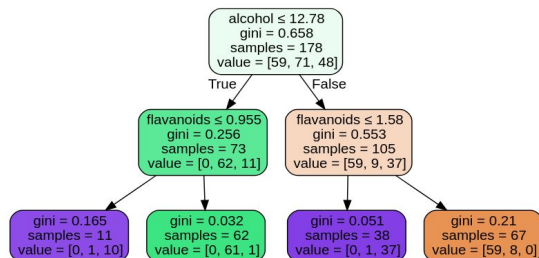 alcohol ≤ 12.78
gini = 0.658
samples = 178
value = [59, 71, 48]
True
False
flavanoids ≤ 0.955
gini = 0.256
samples = 73
value = [0, 62, 11]
flavanoids ≤ 1.58
gini = 0.553
samples = 105
value = [59, 9, 37]
gini = 0.165
samples = 11
value = [0, 1, 10]
gini = 0.032
samples = 62
value = [0, 61, 1]
gini = 0.051
samples = 38
value = [0, 1, 37]
gini = 0.21
samples = 67
value = [59, 8, 0]